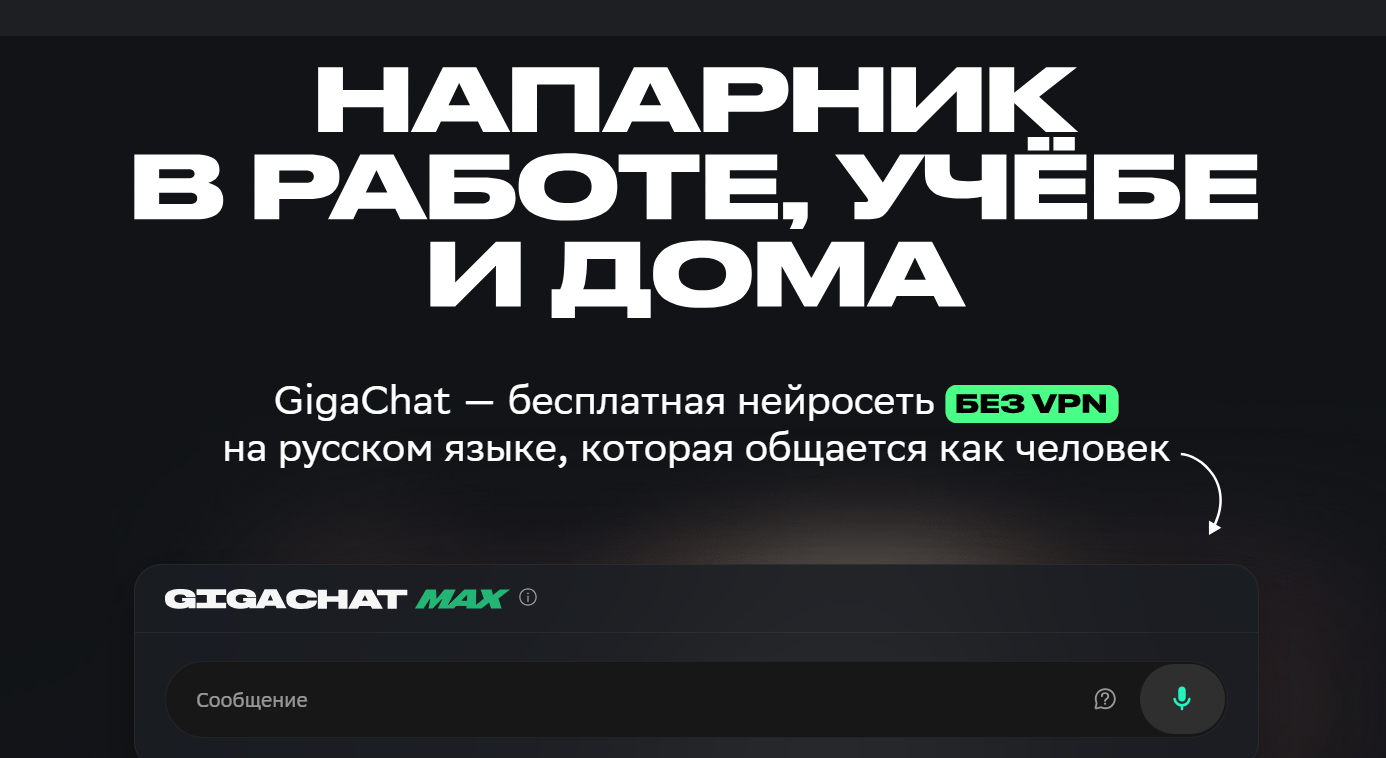 НАПАРНИК
В РАБОТЕ, УЧЁБЕ
И ДОМА
GigaChat — бесплатная нейросеть БЕЗ VPN
на русском языке, которая общается как человек
GIGACHAT MAX
Сообщение